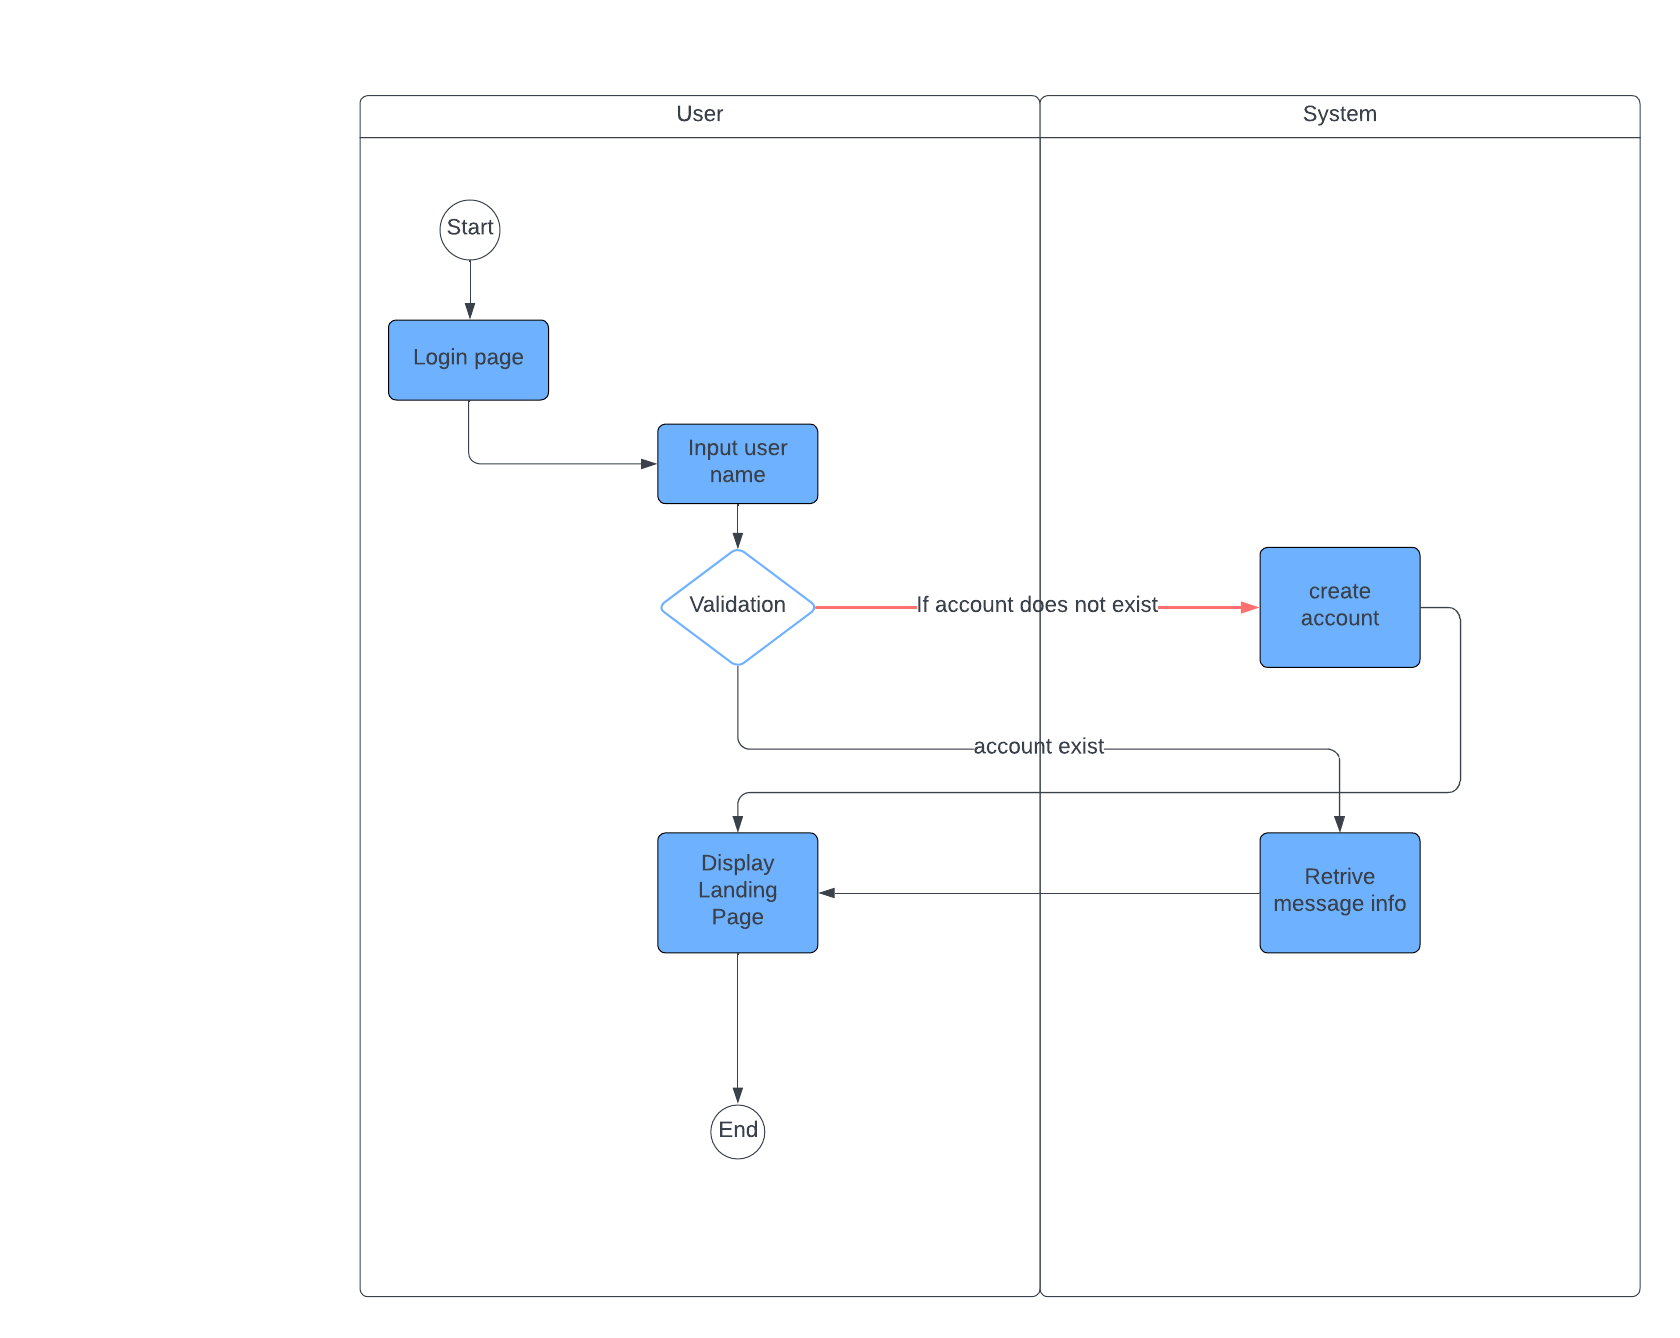 User
System
Start
Login page
Input user
name
Validation
If account does not exist
create
account
account exist
Display
Landing
Page
Retrive
message info
End